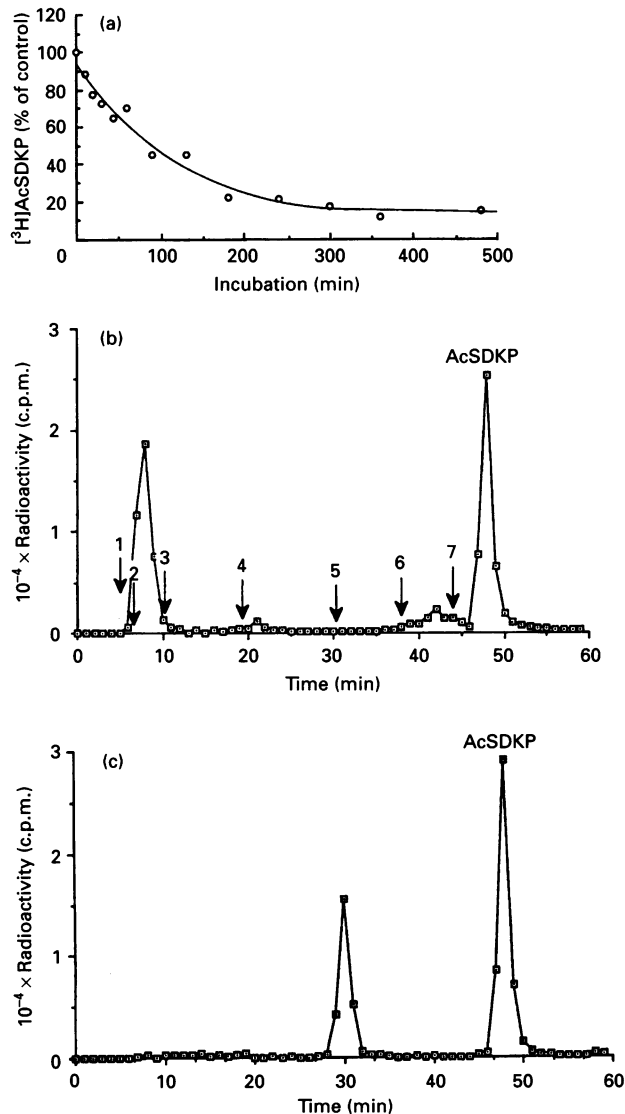 (a)
[³H]AcSDKP (% of control)
120
100
80
60
40
20
0 100 200 300 400 500
Incubation (min)
(b)
AcSDKP
10⁻⁴ × Radioactivity (c.p.m.)
3
2
1
0
1 2 3 4 5 6 7
0 10 20 30 40 50 60
Time (min)
(c)
AcSDKP
10⁻⁴ × Radioactivity (c.p.m.)
3
2
1
0
0 10 20 30 40 50 60
Time (min)